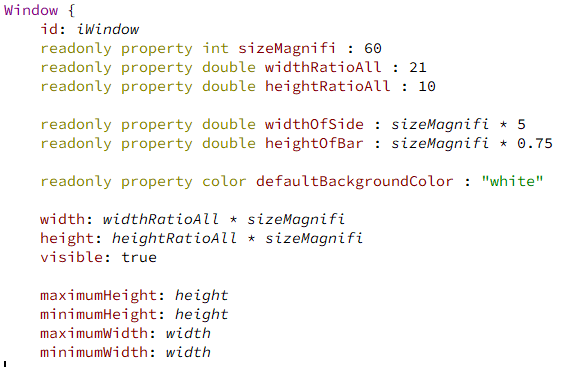 Window {
    id: iWindow
    readonly property int sizeMagnifi : 60
    readonly property double widthRatioAll : 21
    readonly property double heightRatioAll : 10

    readonly property double widthOfSide : sizeMagnifi * 5
    readonly property double heightOfBar : sizeMagnifi * 0.75

    readonly property color defaultBackgroundColor : "white"

    width: widthRatioAll * sizeMagnifi
    height: heightRatioAll * sizeMagnifi
    visible: true

    maximumHeight: height
    minimumHeight: height
    maximumWidth: width
    minimumWidth: width